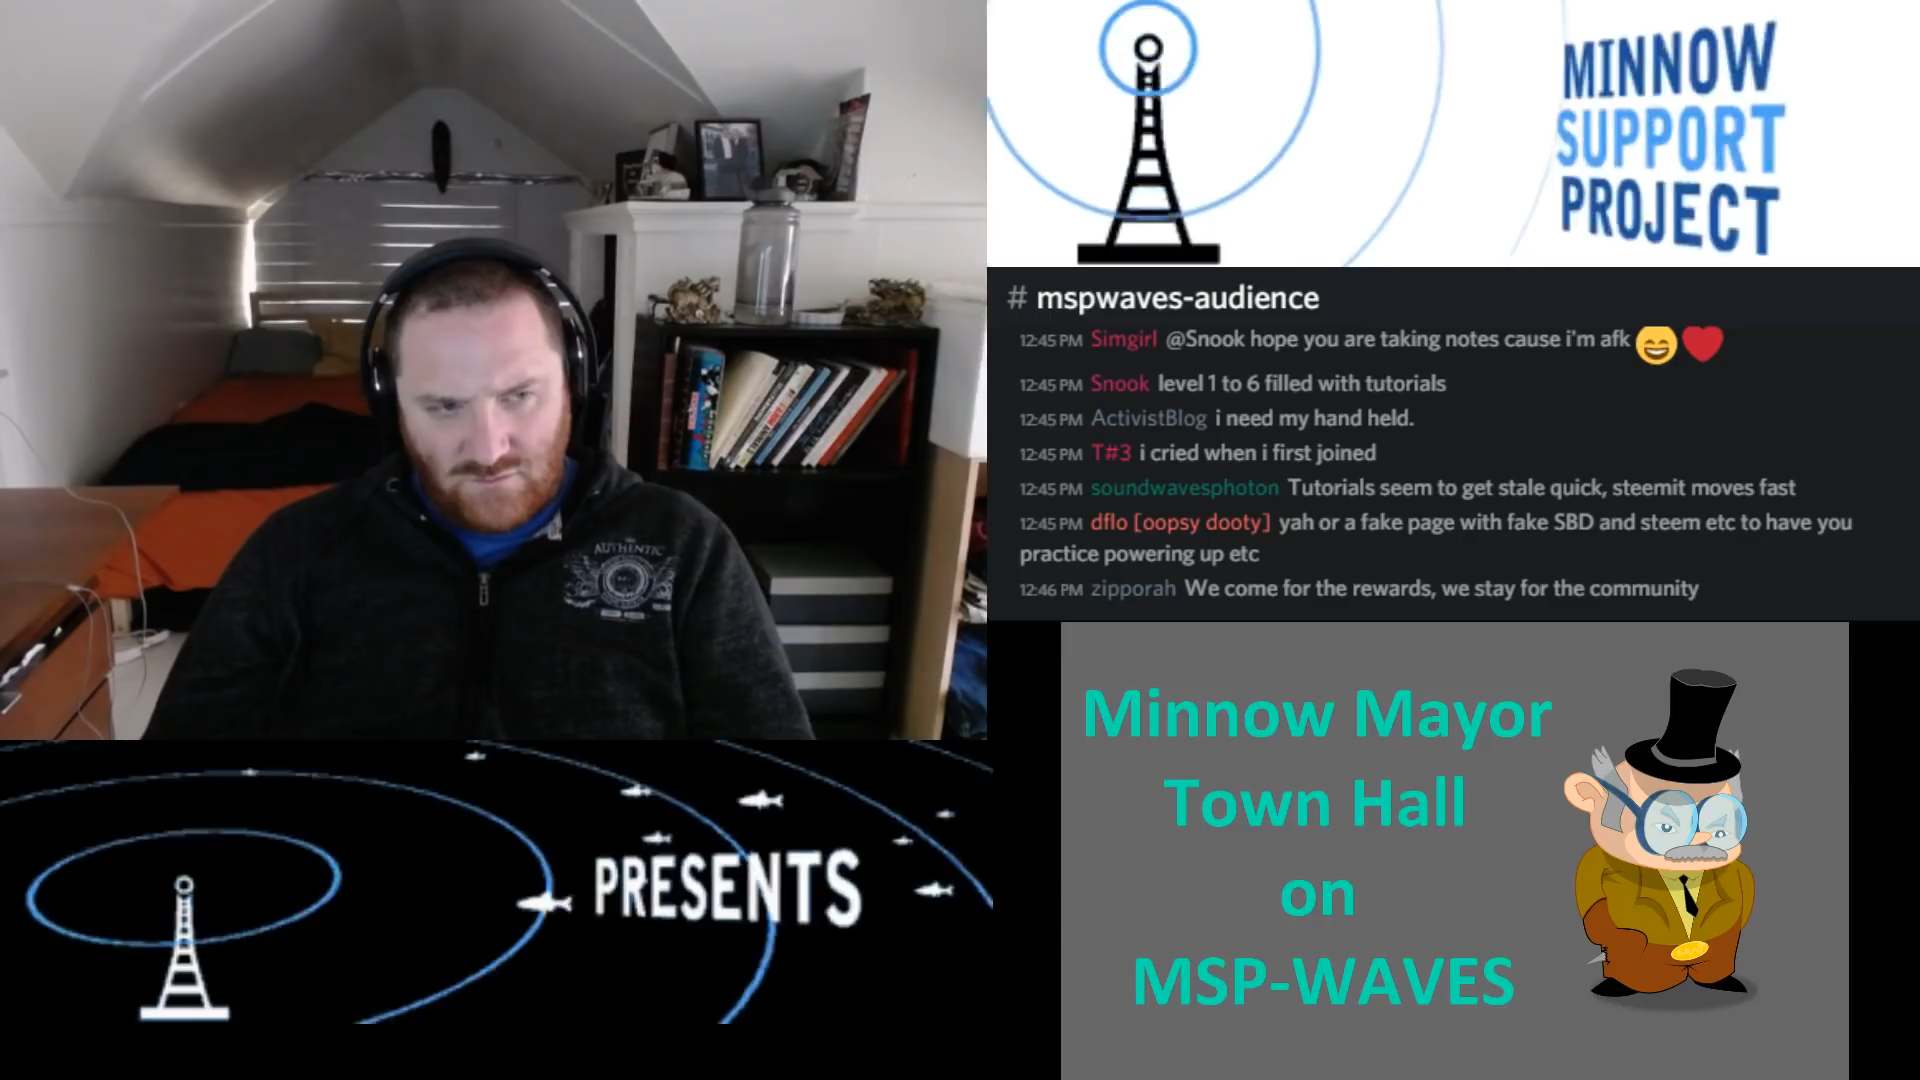 AUTHENTIC
MINNOW
SUPPORT
PROJECT
# mspwaves-audience
12:45 PM Simgirl @Snook hope you are taking notes cause i'm afk
12:45 PM Snook level 1 to 6 filled with tutorials
12:45 PM ActivistBlog i need my hand held.
12:45 PM T#3 i cried when i first joined
12:45 PM soundwavesphoton Tutorials seem to get stale quick, steemit moves fast
12:45 PM dflo [oopsy dooty] yah or a fake page with fake SBD and steem etc to have you
practice powering up etc
12:46 PM zipporah We come for the rewards, we stay for the community
PRESENTS
Minnow Mayor
Town Hall
on
MSP-WAVES